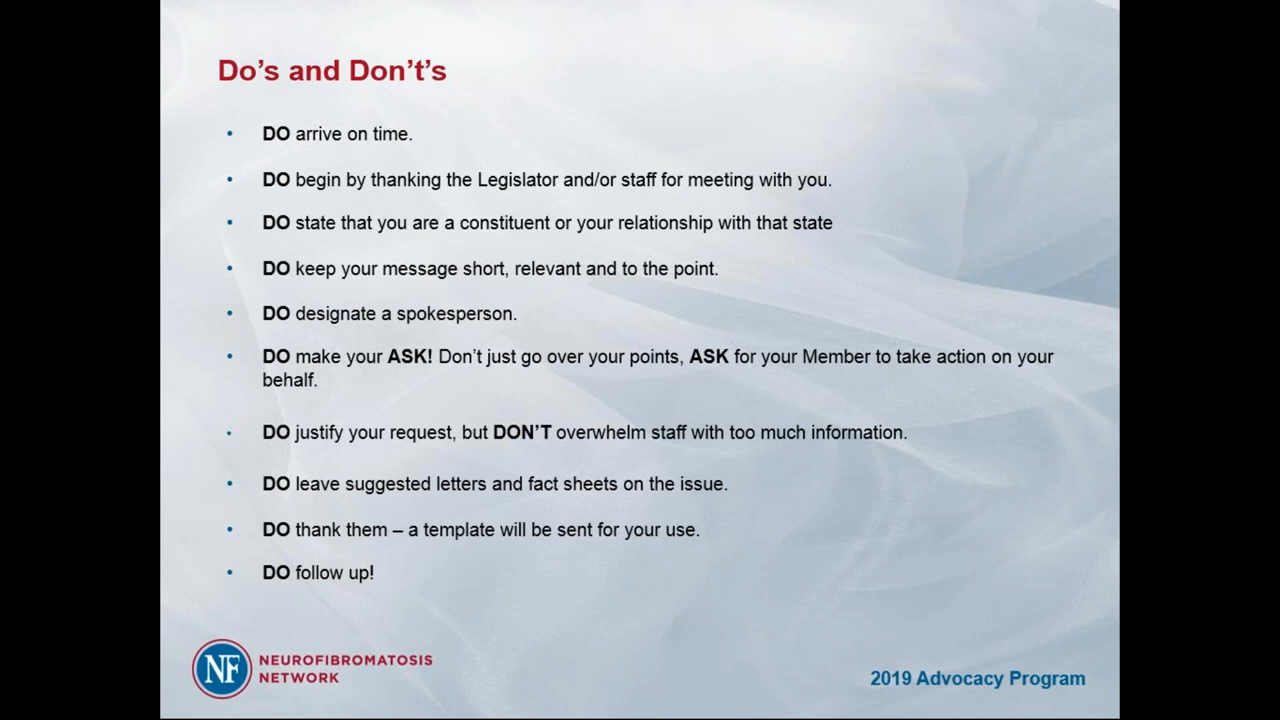 Do’s and Don’t’s
• DO arrive on time.
• DO begin by thanking the Legislator and/or staff for meeting with you.
• DO state that you are a constituent or your relationship with that state
• DO keep your message short, relevant and to the point.
• DO designate a spokesperson.
• DO make your ASK! Don’t just go over your points, ASK for your Member to take action on your
behalf.
• DO justify your request, but DON’T overwhelm staff with too much information.
• DO leave suggested letters and fact sheets on the issue.
• DO thank them – a template will be sent for your use.
• DO follow up!
NF
NEUROFIBROMATOSIS
NETWORK
2019 Advocacy Program